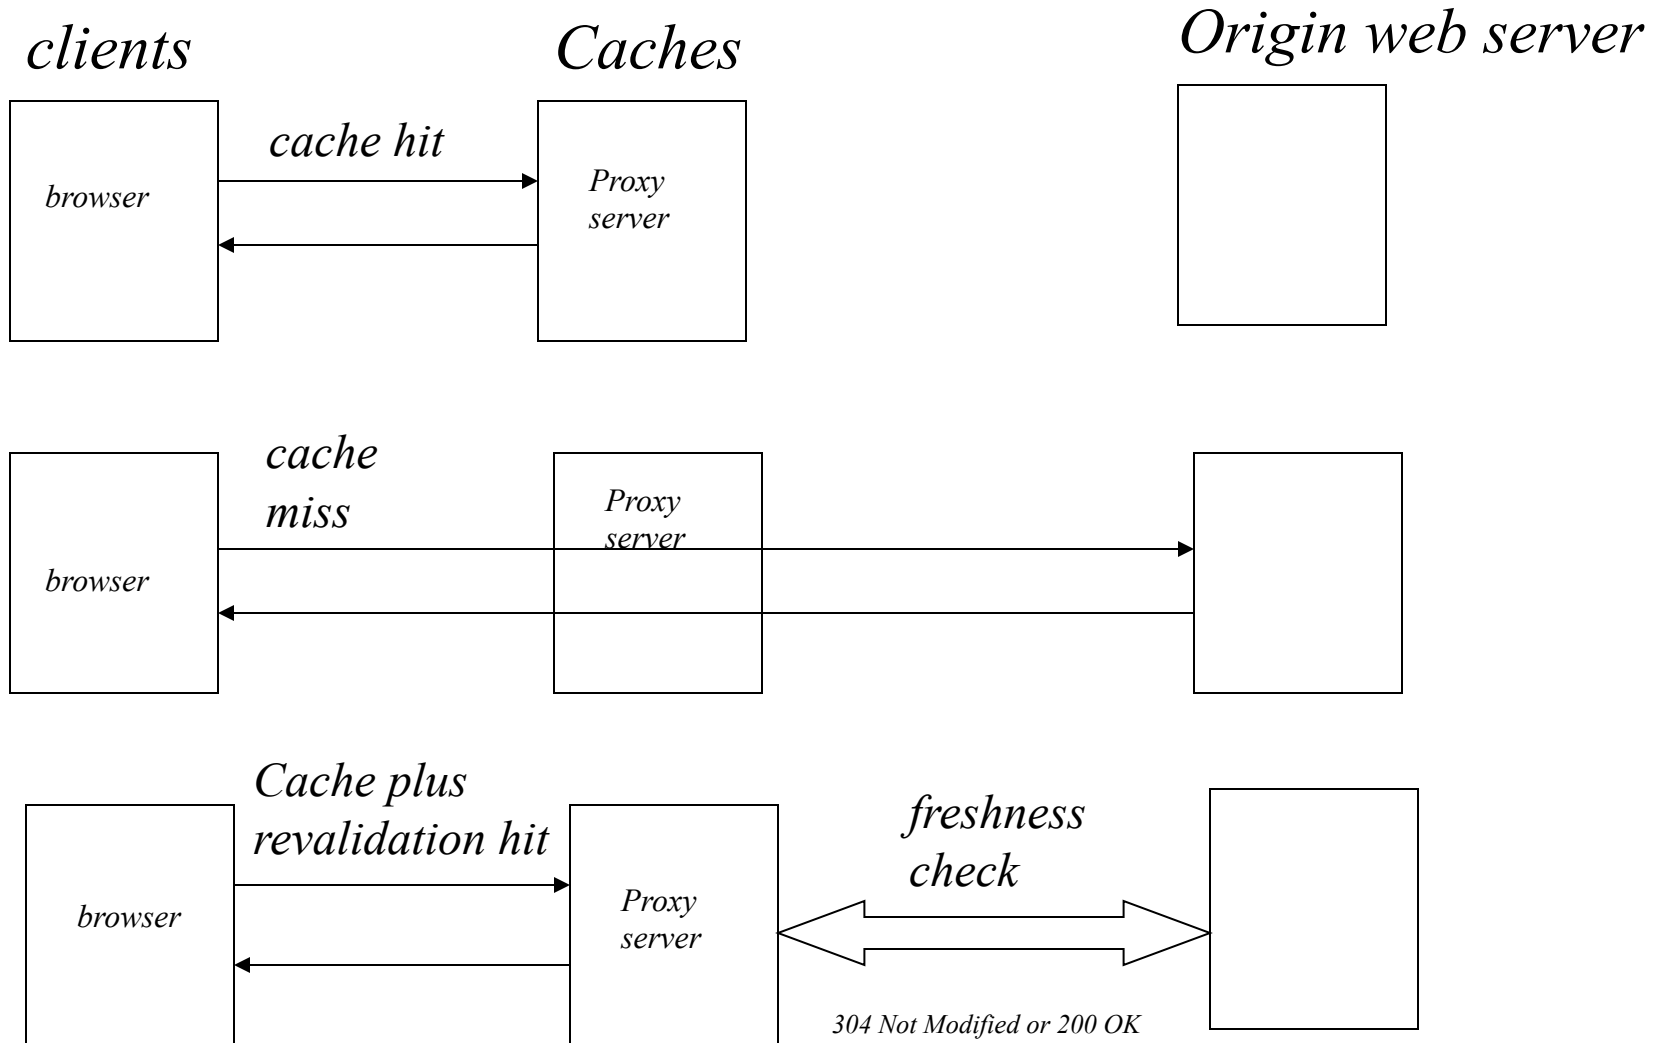 clients
Caches
Origin web server
cache hit
browser
Proxy
server
cache
miss
browser
Proxy
server
Cache plus
revalidation hit
freshness
check
browser
Proxy
server
304 Not Modified or 200 OK